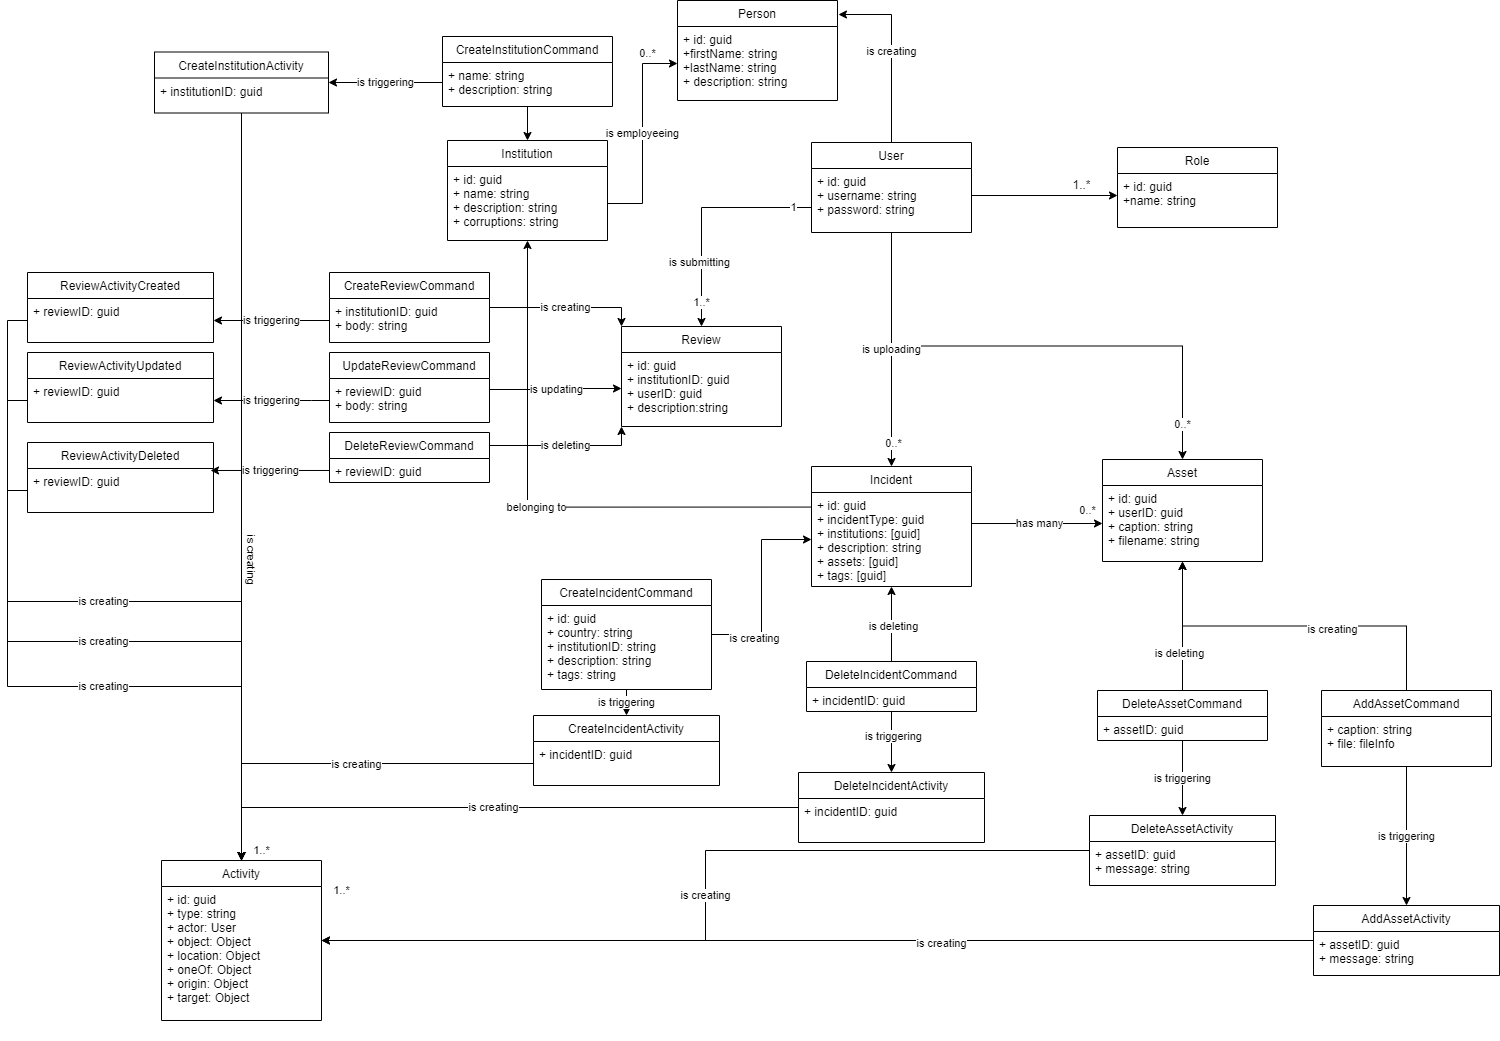 Person
+ id: guid
+firstName: string
+lastName: string
+ description: string
is creating
CreateInstitutionCommand
+ name: string
+ description: string
0..*
CreateInstitutionActivity
+ institutionID: guid
is triggering
is employeeing
Institution
+ id: guid
+ name: string
+ description: string
+ corruptions: string
User
+ id: guid
+ username: string
+ password: string
1..*
Role
+ id: guid
+name: string
1
is submitting
1..*
ReviewActivityCreated
+ reviewID: guid
is triggering
CreateReviewCommand
+ institutionID: guid
+ body: string
is creating
Review
+ id: guid
+ institutionID: guid
+ userID: guid
+ description:string
is uploading
ReviewActivityUpdated
+ reviewID: guid
is triggering
UpdateReviewCommand
+ reviewID: guid
+ body: string
is updating
ReviewActivityDeleted
+ reviewID: guid
is triggering
DeleteReviewCommand
+ reviewID: guid
is deleting
0..*
0..*
Incident
+ id: guid
+ incidentType: guid
+ institutions: [guid]
+ description: string
+ assets: [guid]
+ tags: [guid]
belonging to
has many
0..*
Asset
+ id: guid
+ userID: guid
+ caption: string
+ filename: string
is creating
is creating
is creating
is creating
CreateIncidentCommand
+ id: guid
+ country: string
+ institutionID: string
+ description: string
+ tags: string
is creating
is deleting
is deleting
is creating
is triggering
DeleteIncidentCommand
+ incidentID: guid
DeleteAssetCommand
+ assetID: guid
AddAssetCommand
+ caption: string
+ file: fileInfo
CreateIncidentActivity
+ incidentID: guid
is creating
is triggering
is triggering
DeleteIncidentActivity
+ incidentID: guid
is creating
DeleteAssetActivity
+ assetID: guid
+ message: string
is triggering
1..*
Activity
+ id: guid
+ type: string
+ actor: User
+ object: Object
+ location: Object
+ oneOf: Object
+ origin: Object
+ target: Object
1..*
is creating
is creating
AddAssetActivity
+ assetID: guid
+ message: string